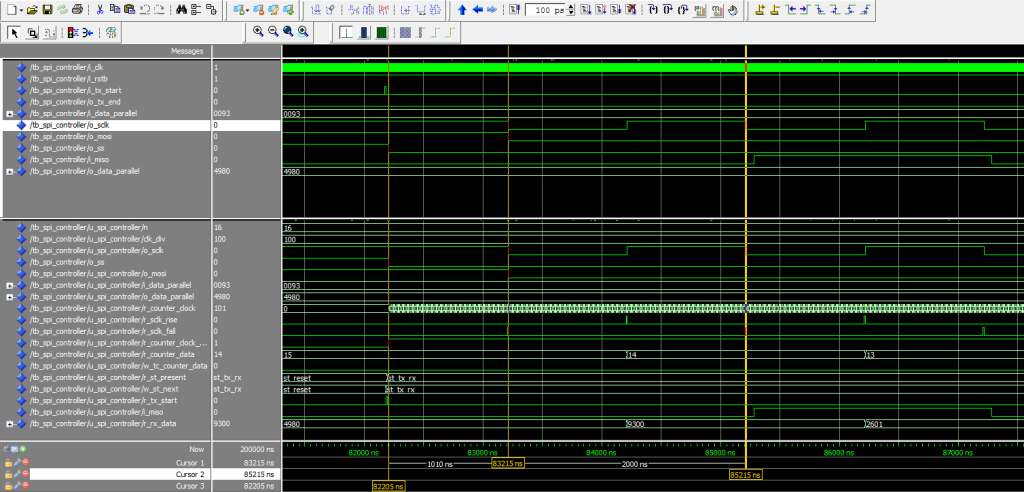 100 ps
Messages
/tb_spi_controller/i_clk 1
/tb_spi_controller/i_rstb 1
/tb_spi_controller/i_tx_start 0
/tb_spi_controller/o_tx_end 0
/tb_spi_controller/i_data_parallel 0093 0093
/tb_spi_controller/o_sclk 0
/tb_spi_controller/o_mosi 0
/tb_spi_controller/o_ss 0
/tb_spi_controller/i_miso 0
/tb_spi_controller/o_data_parallel 4980 4980
/tb_spi_controller/u_spi_controller/n 16 16
/tb_spi_controller/u_spi_controller/clk_div 100 100
/tb_spi_controller/u_spi_controller/o_sclk 0
/tb_spi_controller/u_spi_controller/o_ss 0
/tb_spi_controller/u_spi_controller/o_mosi 0
/tb_spi_controller/u_spi_controller/i_data_parallel 0093 0093
/tb_spi_controller/u_spi_controller/o_data_parallel 4980 4980
/tb_spi_controller/u_spi_controller/r_counter_clock 101 0
/tb_spi_controller/u_spi_controller/r_sclk_rise 0
/tb_spi_controller/u_spi_controller/r_sclk_fall 0
/tb_spi_controller/u_spi_controller/r_counter_clock_... 1
/tb_spi_controller/u_spi_controller/r_counter_data 14 15 14 13
/tb_spi_controller/u_spi_controller/w_tc_counter_data 0
/tb_spi_controller/u_spi_controller/r_st_present st_tx_rx st_reset st_tx_rx
/tb_spi_controller/u_spi_controller/w_st_next st_tx_rx st_reset st_tx_rx
/tb_spi_controller/u_spi_controller/r_tx_start 0
/tb_spi_controller/u_spi_controller/i_miso 0
/tb_spi_controller/u_spi_controller/r_rx_data 9300 4980 9300 2601
Now 200000 ns 82000 ns 83000 ns 84000 ns 85000 ns 86000 ns 87000 ns
Cursor 1 83215 ns 1010 ns 83215 ns 2000 ns
Cursor 2 85215 ns 85215 ns
Cursor 3 82205 ns 82205 ns